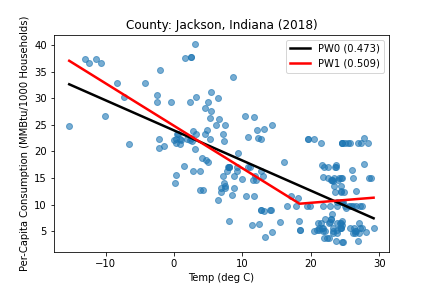 County: Jackson, Indiana (2018)
Per-Capita Consumption (MMBtu/1000 Households)
40
35
30
25
20
15
10
5
PW0 (0.473)
PW1 (0.509)
−10
0
10
20
30
Temp (deg C)